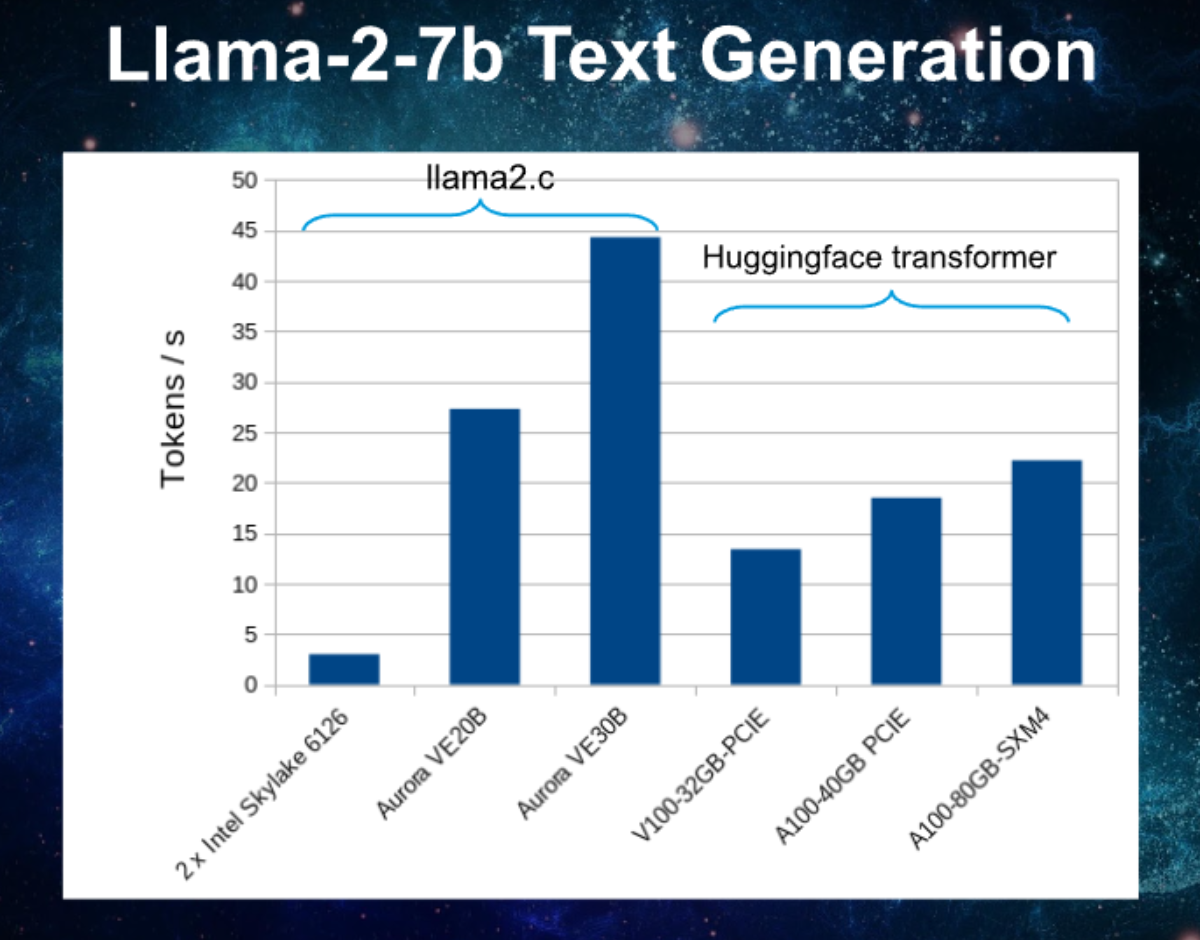 Llama-2-7b Text Generation
llama2.c
Huggingface transformer
Tokens / s
50
45
40
35
30
25
20
15
10
5
0
2 x Intel Skylake 6126
Aurora VE20B
Aurora VE30B
V100-32GB-PCIE
A100-40GB PCIE
A100-80GB-SXM4